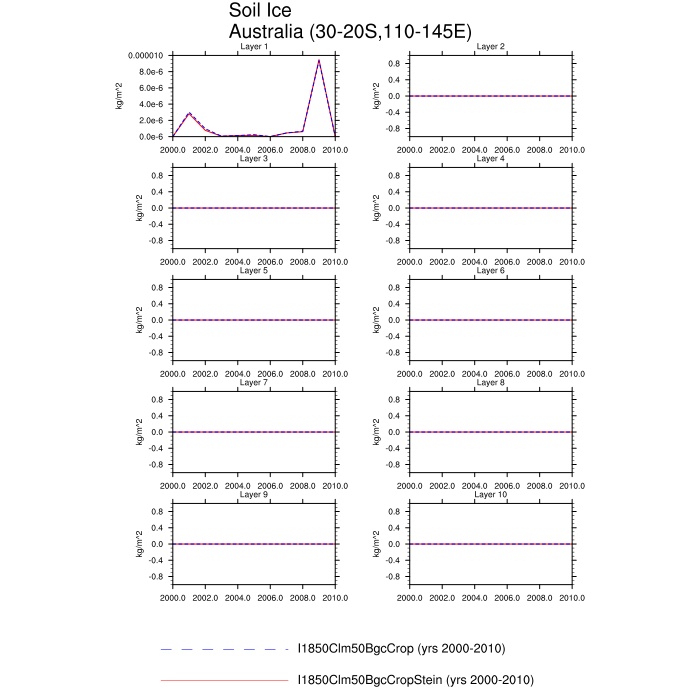 Soil Ice
Australia (30-20S,110-145E)
Layer 1
Layer 2
0.000010
8.0e-6
6.0e-6
4.0e-6
2.0e-6
0.0e-6
kg/m^2
2000.0 2002.0 2004.0 2006.0 2008.0 2010.0
0.8
0.4
0.0
-0.4
-0.8
kg/m^2
2000.0 2002.0 2004.0 2006.0 2008.0 2010.0
Layer 3
Layer 4
0.8
0.4
0.0
-0.4
-0.8
kg/m^2
2000.0 2002.0 2004.0 2006.0 2008.0 2010.0
0.8
0.4
0.0
-0.4
-0.8
kg/m^2
2000.0 2002.0 2004.0 2006.0 2008.0 2010.0
Layer 5
Layer 6
0.8
0.4
0.0
-0.4
-0.8
kg/m^2
2000.0 2002.0 2004.0 2006.0 2008.0 2010.0
0.8
0.4
0.0
-0.4
-0.8
kg/m^2
2000.0 2002.0 2004.0 2006.0 2008.0 2010.0
Layer 7
Layer 8
0.8
0.4
0.0
-0.4
-0.8
kg/m^2
2000.0 2002.0 2004.0 2006.0 2008.0 2010.0
0.8
0.4
0.0
-0.4
-0.8
kg/m^2
2000.0 2002.0 2004.0 2006.0 2008.0 2010.0
Layer 9
Layer 10
0.8
0.4
0.0
-0.4
-0.8
kg/m^2
2000.0 2002.0 2004.0 2006.0 2008.0 2010.0
0.8
0.4
0.0
-0.4
-0.8
kg/m^2
2000.0 2002.0 2004.0 2006.0 2008.0 2010.0
I1850Clm50BgcCrop (yrs 2000-2010)
I1850Clm50BgcCropStein (yrs 2000-2010)